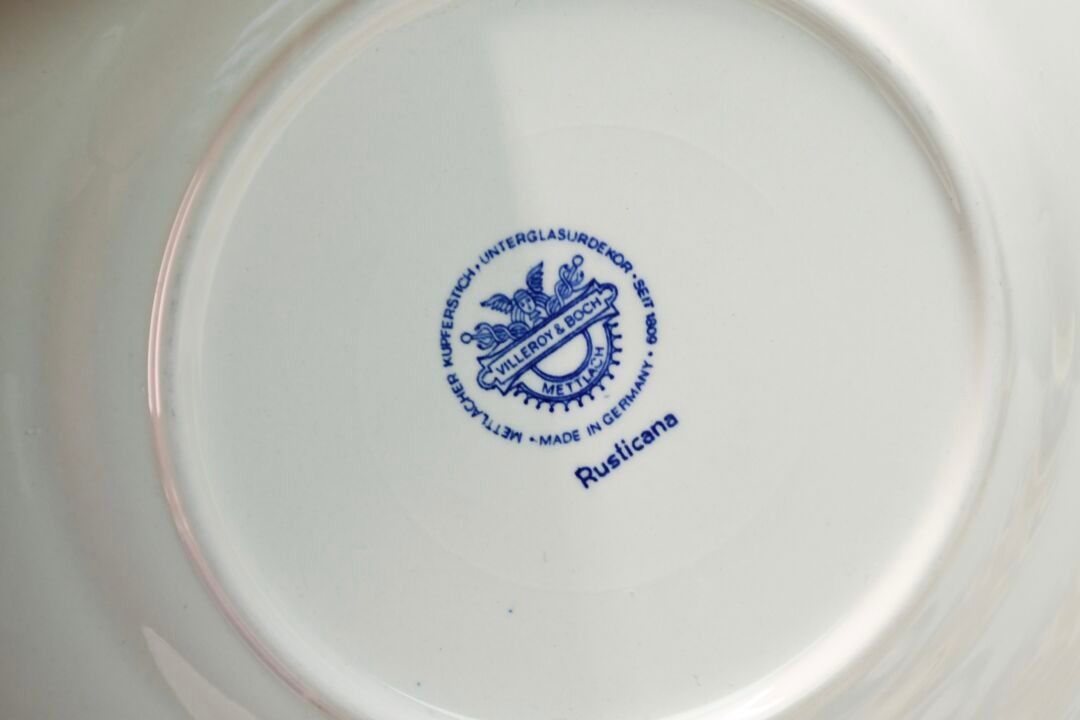 METTLACHER KUPFERSTICH • UNTERGLASURDEKOR • SEIT 1809 • MADE IN GERMANY •
VILLEROY & BOCH
METTLACH
Rusticana